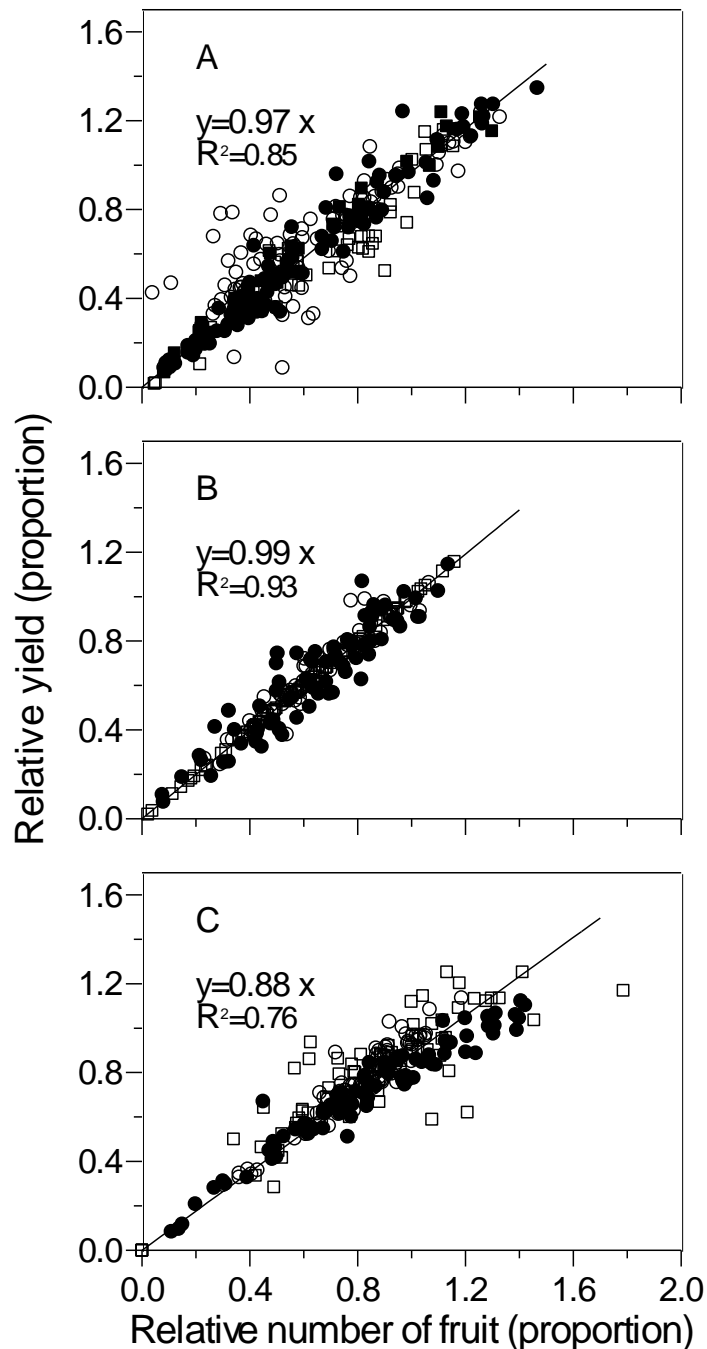 Relative yield (proportion)
1.6
A
y=0.97 x
R²=0.85
1.2
0.8
0.4
0.0
1.6
B
y=0.99 x
R²=0.93
1.2
0.8
0.4
0.0
1.6
C
y=0.88 x
R²=0.76
1.2
0.8
0.4
0.0
0.0 0.4 0.8 1.2 1.6 2.0
Relative number of fruit (proportion)